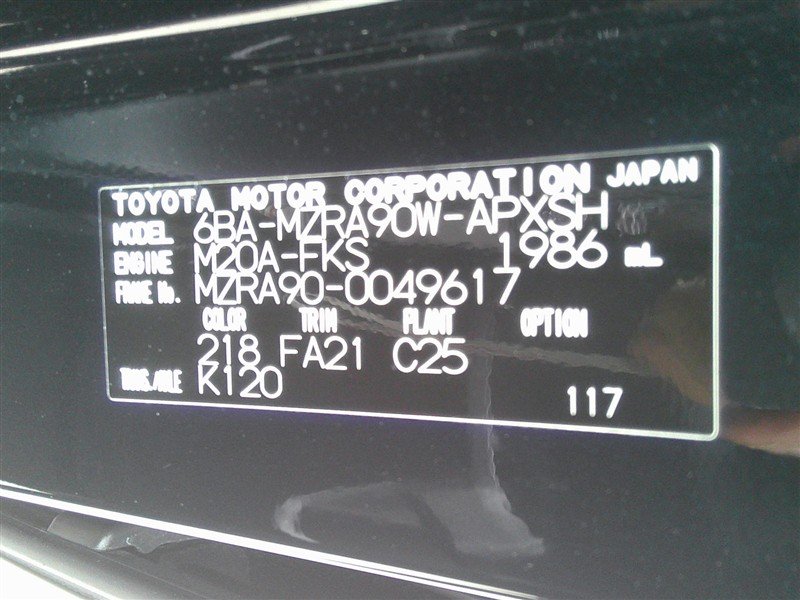 TOYOTA MOTOR CORPORATION JAPAN
MODEL 6BA-MZRA90W-APXSH
ENGINE M20A-FKS 1986 mL
FRAME No. MZRA90-0049617
COLOR TRIM PLANT OPTION
218 FA21 C25
TRANS./AXLE K120
117